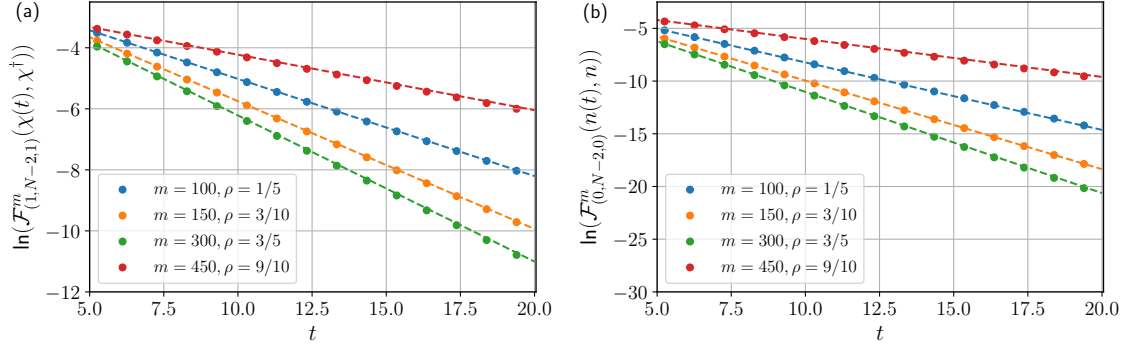 (a)
ln(ℱᵐ₍₁,N₋₂,₁₎(χ(t), χ†))
−4
−6
−8
−10
−12
m = 100, ρ = 1/5
m = 150, ρ = 3/10
m = 300, ρ = 3/5
m = 450, ρ = 9/10
5.0 7.5 10.0 12.5 15.0 17.5 20.0
t
(b)
ln(ℱᵐ₍₀,N₋₂,₀₎(n(t), n))
−5
−10
−15
−20
−25
−30
m = 100, ρ = 1/5
m = 150, ρ = 3/10
m = 300, ρ = 3/5
m = 450, ρ = 9/10
5.0 7.5 10.0 12.5 15.0 17.5 20.0
t